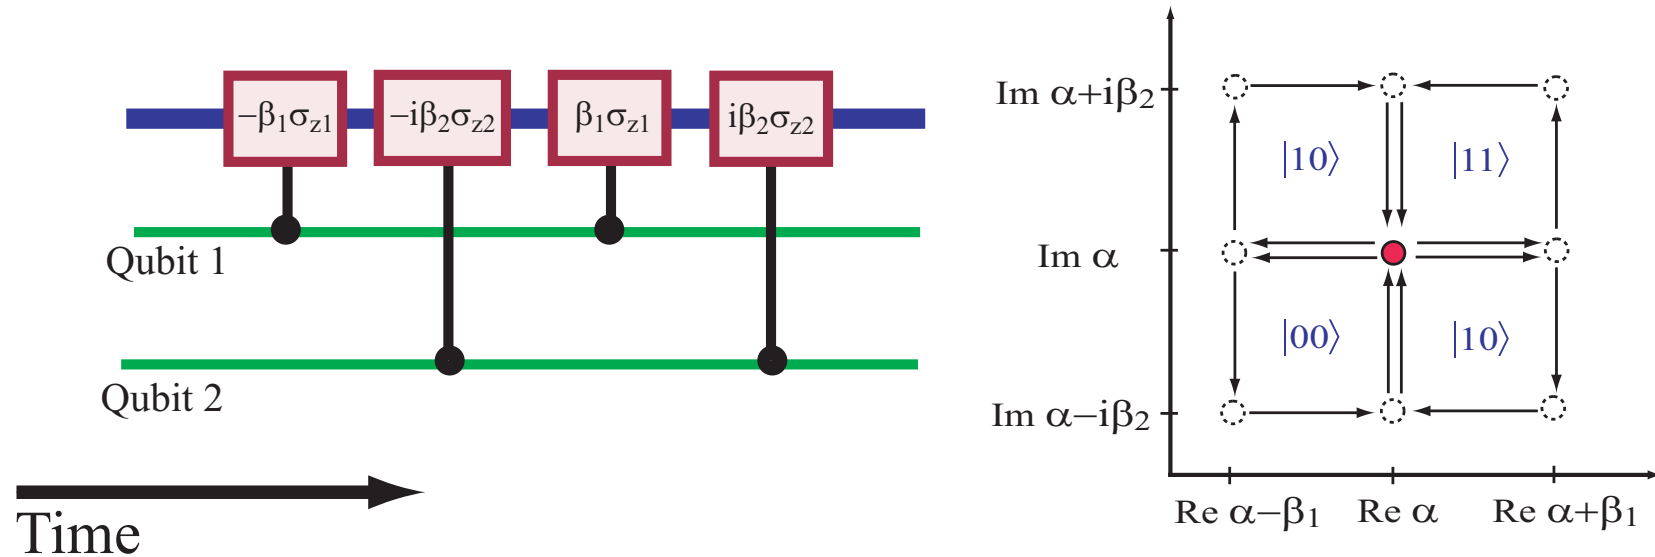 −β₁σz1
−iβ₂σz2
β₁σz1
iβ₂σz2
Qubit 1
Qubit 2
Time
Im α+iβ₂
Im α
Im α−iβ₂
|10⟩
|11⟩
|00⟩
|10⟩
Re α−β₁
Re α
Re α+β₁